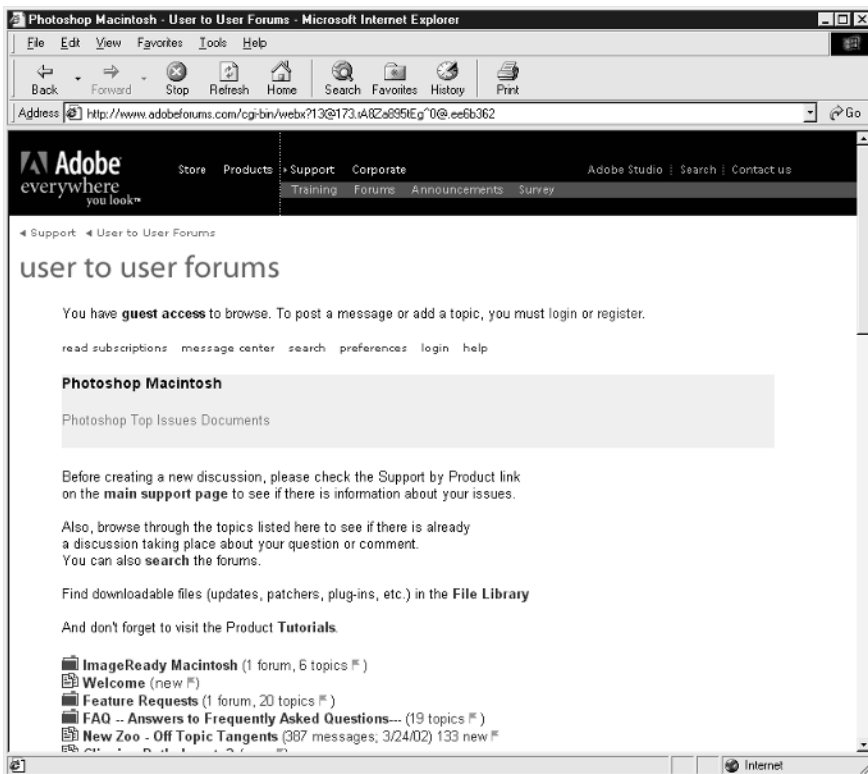 Photoshop Macintosh - User to User Forums - Microsoft Internet Explorer
File Edit View Favorites Tools Help
Back Forward Stop Refresh Home Search Favorites History Print
Address http://www.adobeforums.com/cgi-bin/webx?13@173.iA8Za895tEg^0@.ee6b362 Go
Adobe Store Products Support Corporate Adobe Studio | Search | Contact us
everywhere Training Forums Announcements Survey
you look™
Support User to User Forums
user to user forums
You have guest access to browse. To post a message or add a topic, you must login or register.
read subscriptions message center search preferences login help
Photoshop Macintosh
Photoshop Top Issues Documents
Before creating a new discussion, please check the Support by Product link
on the main support page to see if there is information about your issues.
Also, browse through the topics listed here to see if there is already
a discussion taking place about your question or comment.
You can also search the forums.
Find downloadable files (updates, patchers, plug-ins, etc.) in the File Library
And don't forget to visit the Product Tutorials.
ImageReady Macintosh (1 forum, 6 topics )
Welcome (new )
Feature Requests (1 forum, 20 topics )
FAQ -- Answers to Frequently Asked Questions--- (19 topics )
New Zoo - Off Topic Tangents (387 messages; 3/24/02) 133 new
Internet